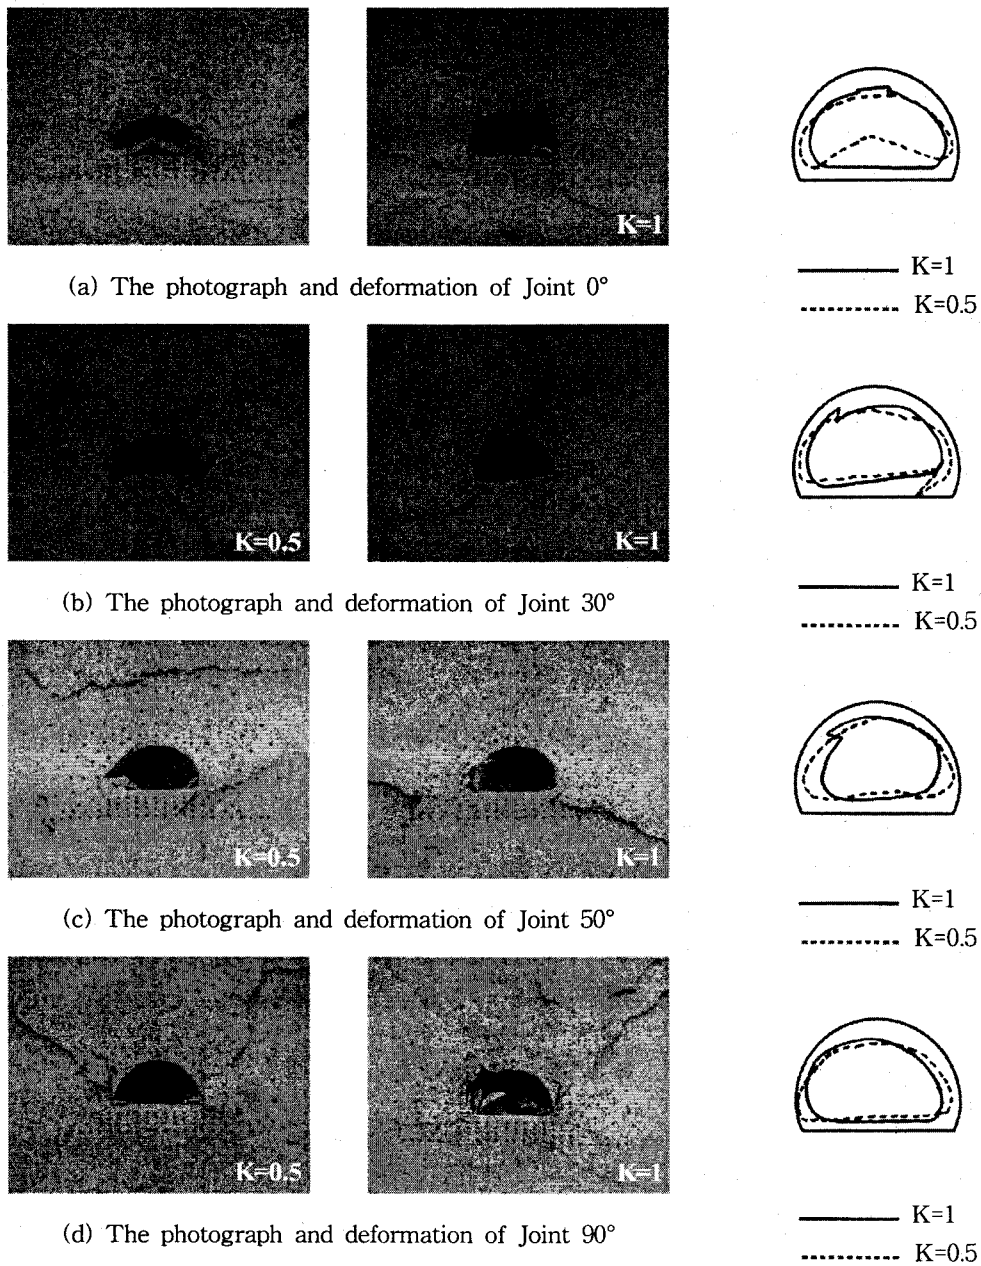 K=1
K=1
K=0.5
(a) The photograph and deformation of Joint 0°
K=0.5
K=1
K=1
K=0.5
(b) The photograph and deformation of Joint 30°
K=0.5
K=1
K=1
K=0.5
(c) The photograph and deformation of Joint 50°
K=0.5
K=1
K=1
K=0.5
(d) The photograph and deformation of Joint 90°